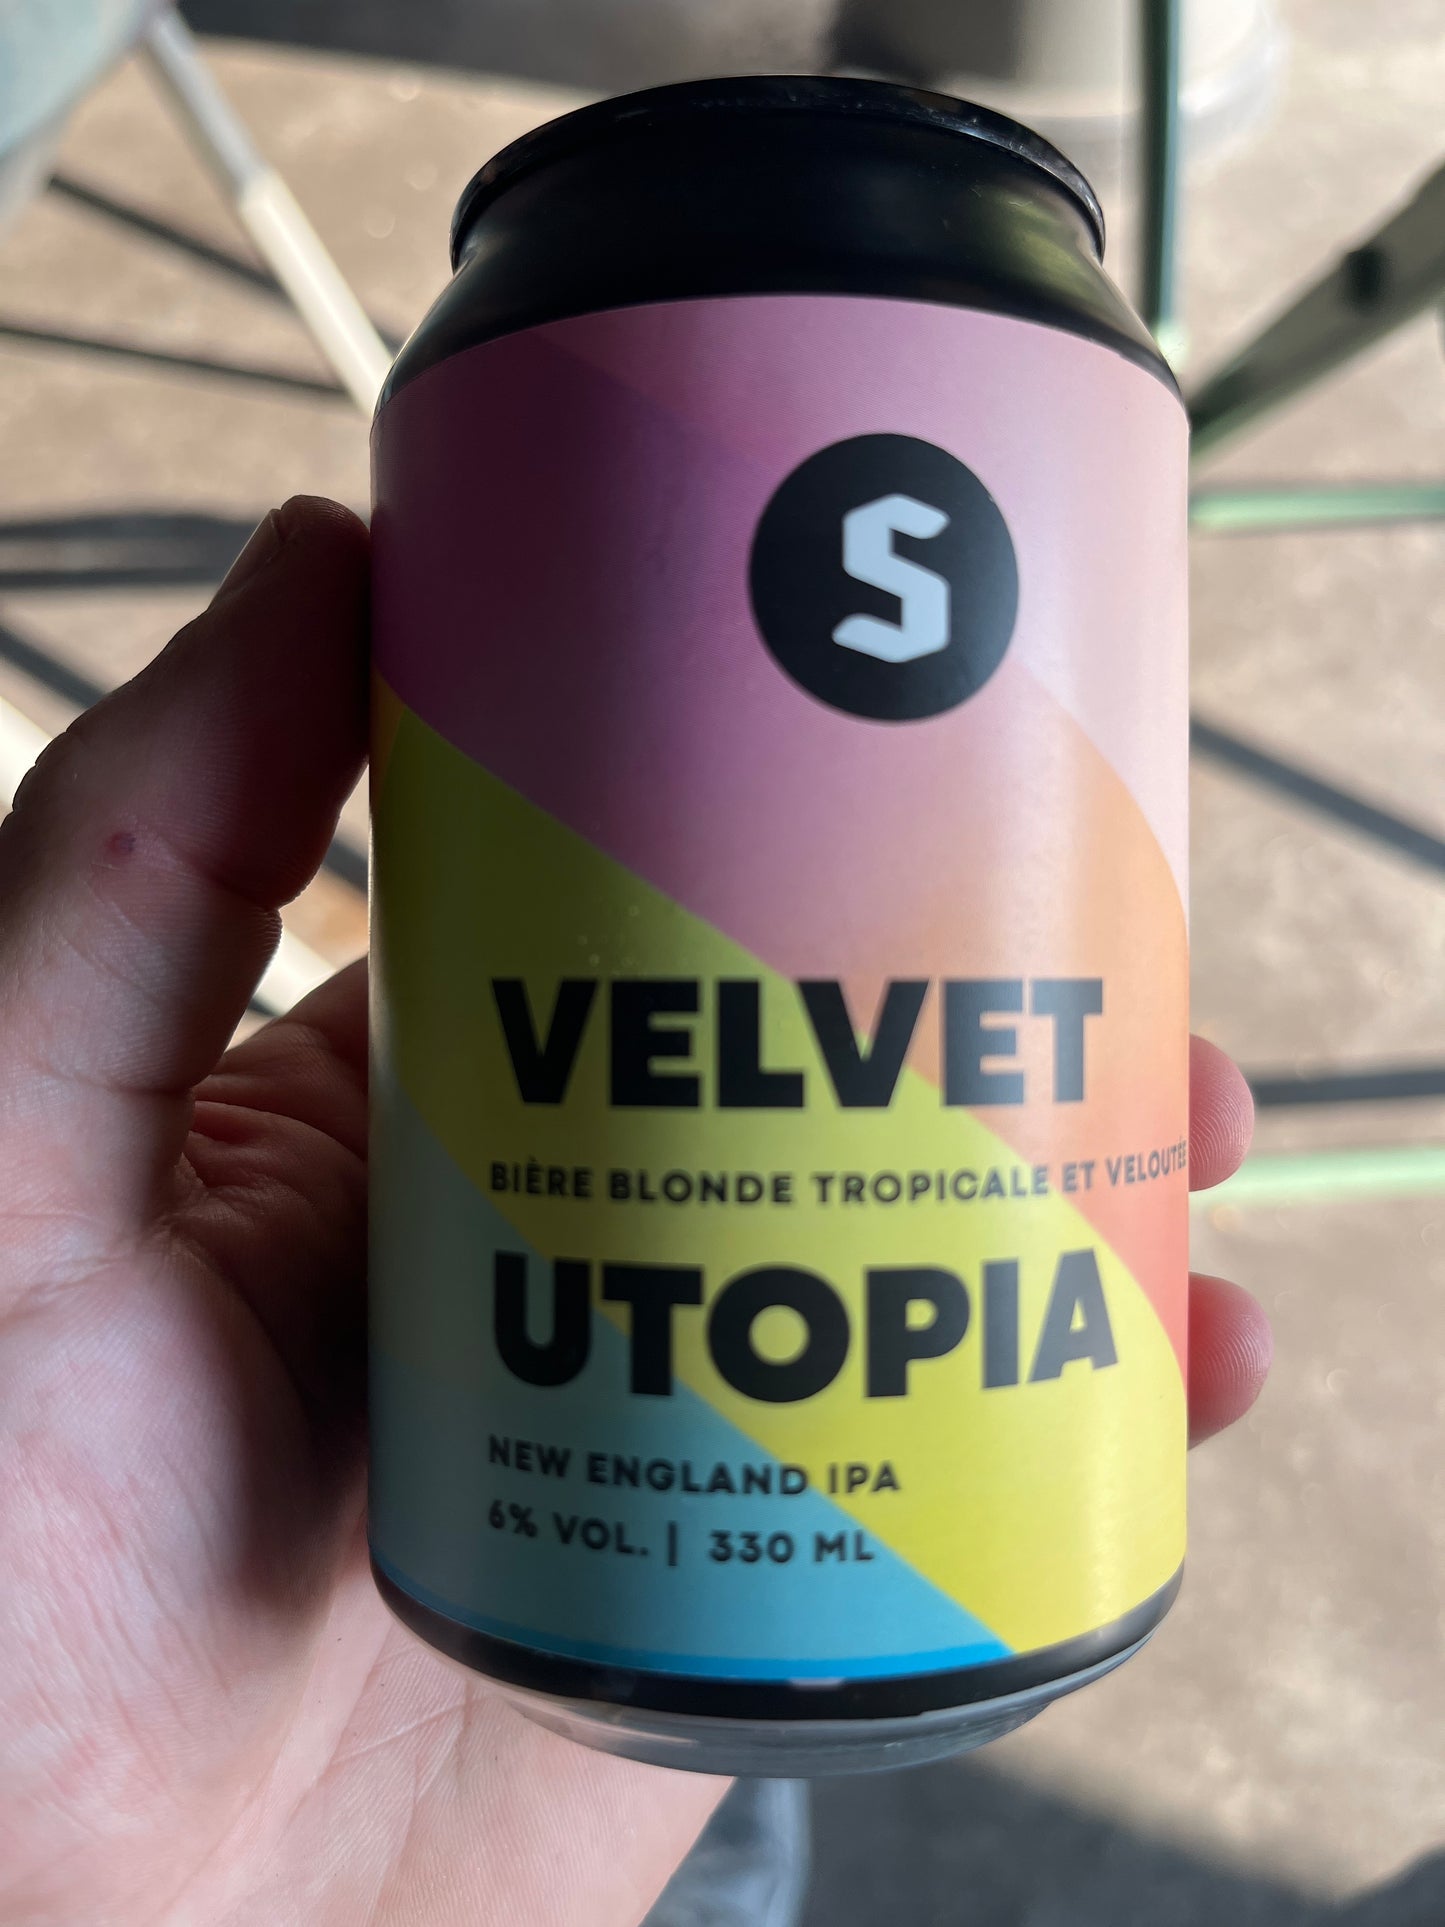 S
VELVET
BIÈRE BLONDE TROPICALE ET VELOUTÉE
UTOPIA
NEW ENGLAND IPA
6% VOL. | 330 ML